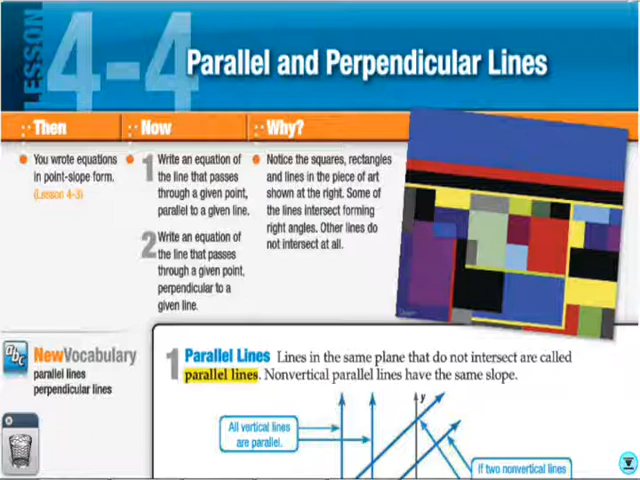 LESSON
4-4
Parallel and Perpendicular Lines
Then
You wrote equations
in point-slope form.
(Lesson 4-3)
Now
1 Write an equation of
the line that passes
through a given point,
parallel to a given line.
2 Write an equation of
the line that passes
through a given point,
perpendicular to a
given line.
Why?
Notice the squares, rectangles
and lines in the piece of art
shown at the right. Some of
the lines intersect forming
right angles. Other lines do
not intersect at all.
abc
NewVocabulary
parallel lines
perpendicular lines
1 Parallel Lines Lines in the same plane that do not intersect are called
parallel lines. Nonvertical parallel lines have the same slope.
All vertical lines
are parallel.
y
If two nonvertical lines